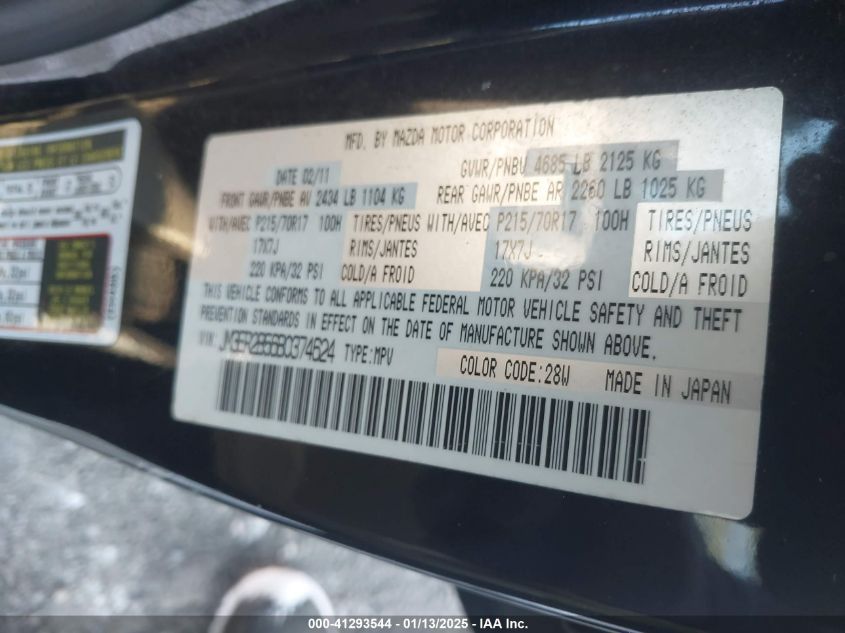 MFD. BY MAZDA MOTOR CORPORATION
DATE 02/11 GVWR/PNBV 4685 LB 2125 KG
FRONT GAWR/PNBE AV 2434 LB 1104 KG REAR GAWR/PNBE AR 2260 LB 1025 KG
WITH/AVEC P215/70R17 100H TIRES/PNEUS WITH/AVEC P215/70R17 100H TIRES/PNEUS
17X7J RIMS/JANTES 17X7J RIMS/JANTES
220 KPA/32 PSI COLD/A FROID 220 KPA/32 PSI COLD/A FROID
THIS VEHICLE CONFORMS TO ALL APPLICABLE FEDERAL MOTOR VEHICLE SAFETY AND THEFT
PREVENTION STANDARDS IN EFFECT ON THE DATE OF MANUFACTURE SHOWN ABOVE.
VIN: TYPE:MPV COLOR CODE:28W MADE IN JAPAN
000-41293544 - 01/13/2025 - IAA Inc.